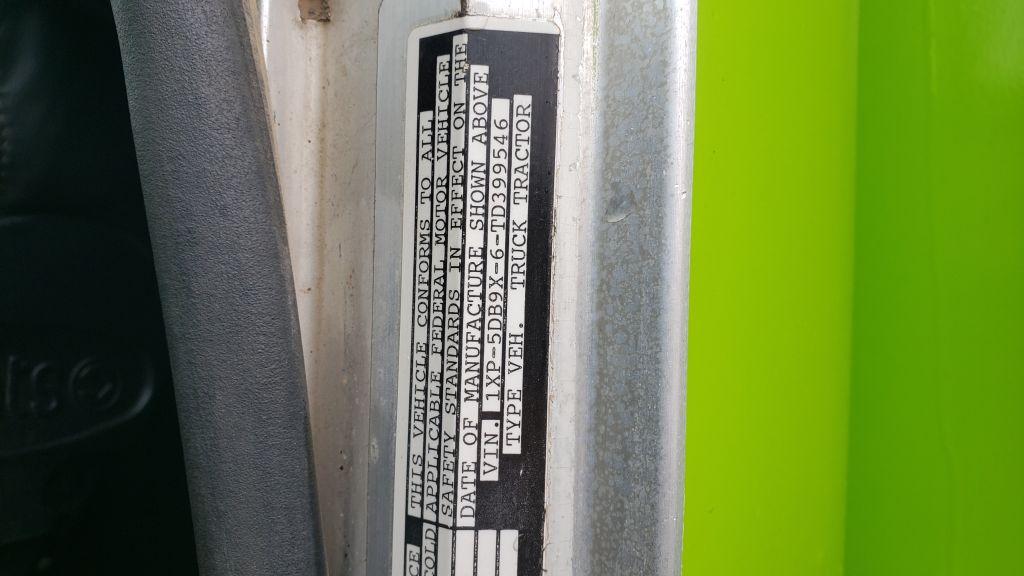 THIS VEHICLE CONFORMS TO ALL
APPLICABLE FEDERAL MOTOR VEHICLE
SAFETY STANDARDS IN EFFECT ON THE
DATE OF MANUFACTURE SHOWN ABOVE
VIN. 1XP-5DB9X-6-TD399546
TYPE VEH. TRUCK TRACTOR
COLD